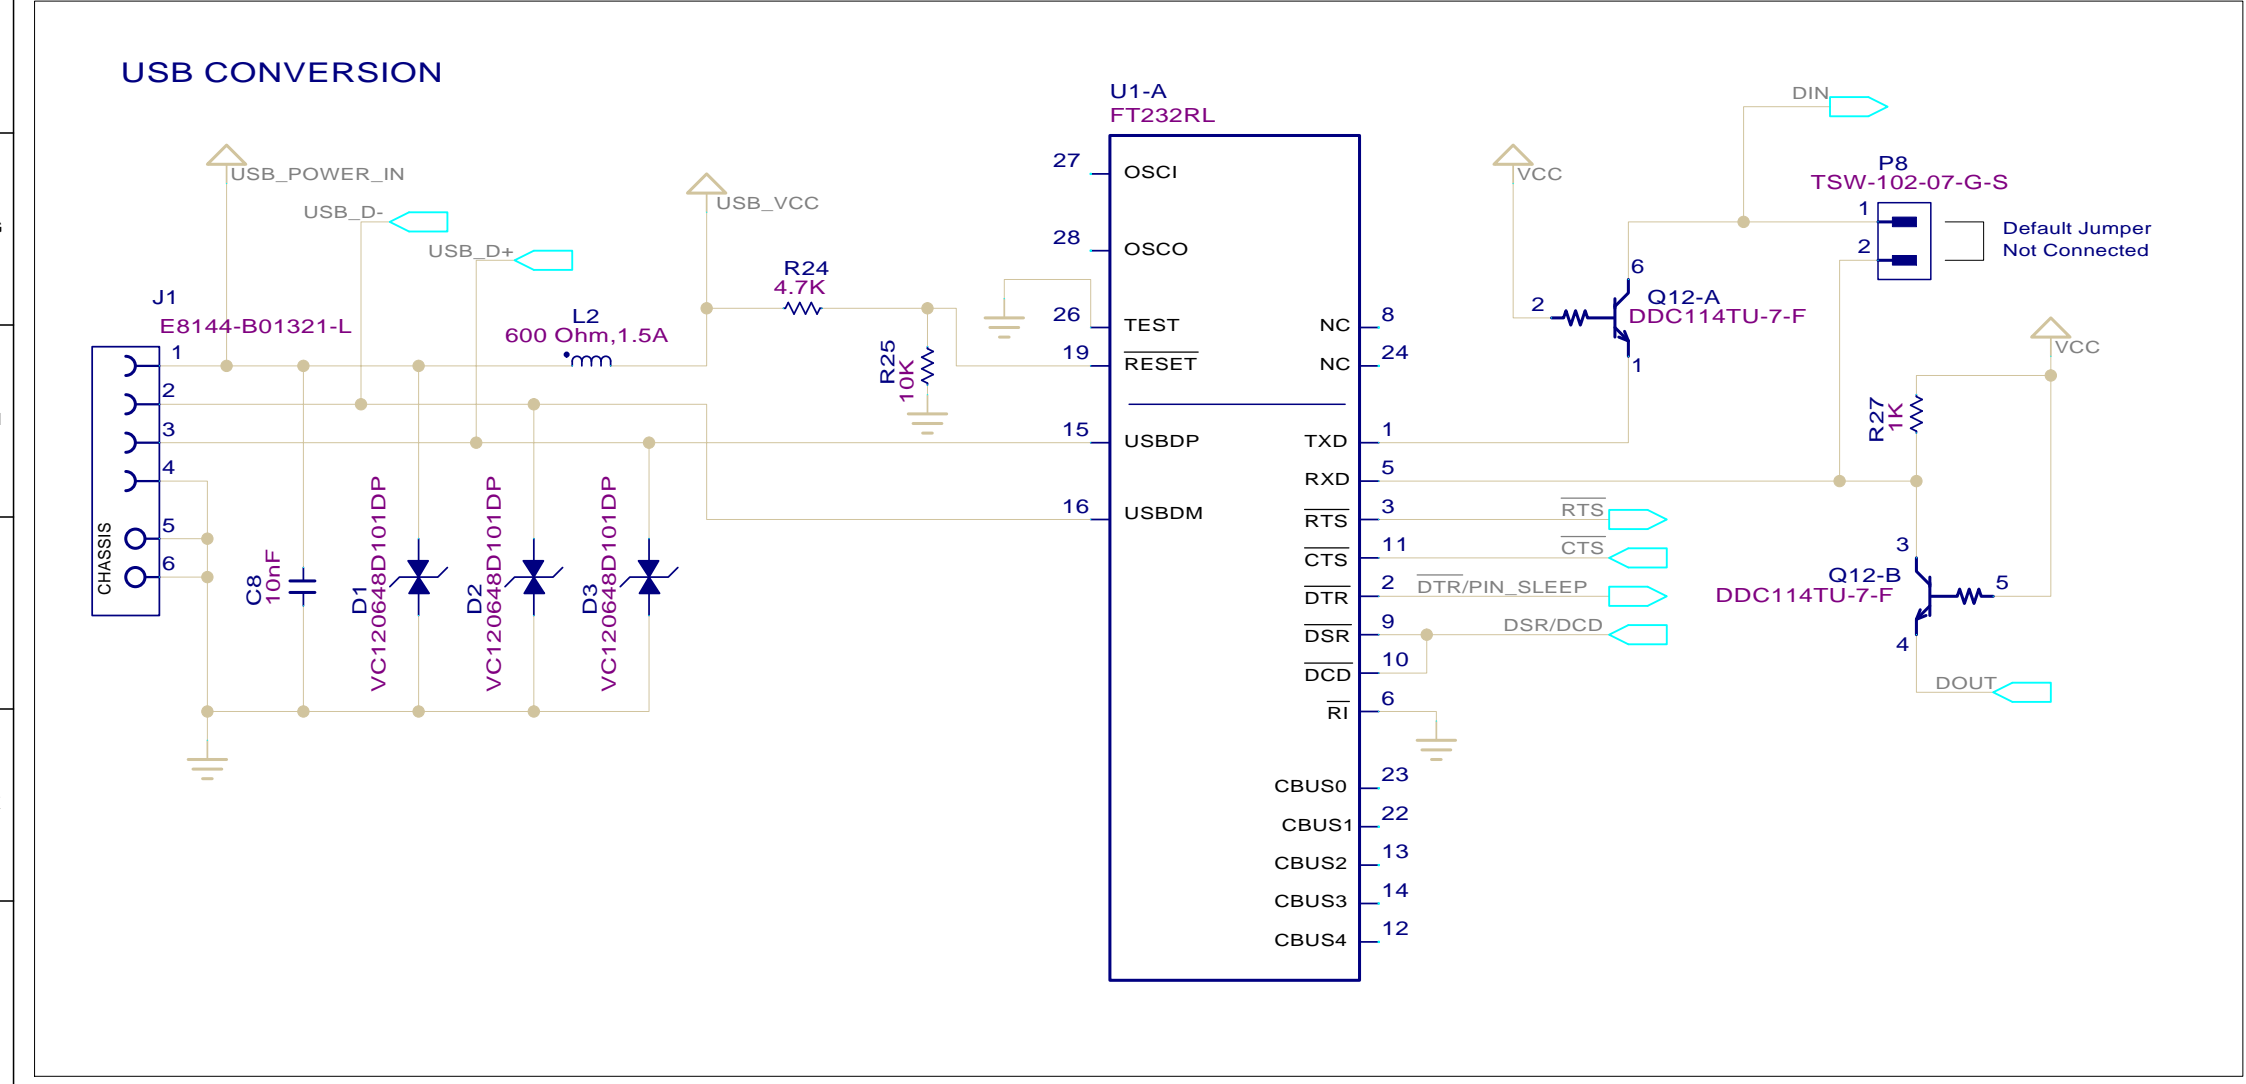 USB CONVERSION
USB_POWER_IN
USB_D-
USB_D+
USB_VCC
J1
E8144-B01321-L
1
2
3
4
5
6
CHASSIS
C8
10nF
D1
VC120648D101DP
D2
VC120648D101DP
D3
VC120648D101DP
L2
600 Ohm,1.5A
R24
4.7K
R25
10K
U1-A
FT232RL
27 OSCI
28 OSCO
26 TEST
19 RESET
15 USBDP
16 USBDM
NC 8
NC 24
TXD 1
RXD 5
RTS 3
CTS 11
DTR 2
DSR 9
DCD 10
RI 6
CBUS0 23
CBUS1 22
CBUS2 13
CBUS3 14
CBUS4 12
RTS
CTS
DTR/PIN_SLEEP
DSR/DCD
VCC
2
6
Q12-A
DDC114TU-7-F
1
DIN
P8
TSW-102-07-G-S
1
2
Default Jumper
Not Connected
VCC
R27
1K
3
Q12-B
DDC114TU-7-F
5
4
DOUT